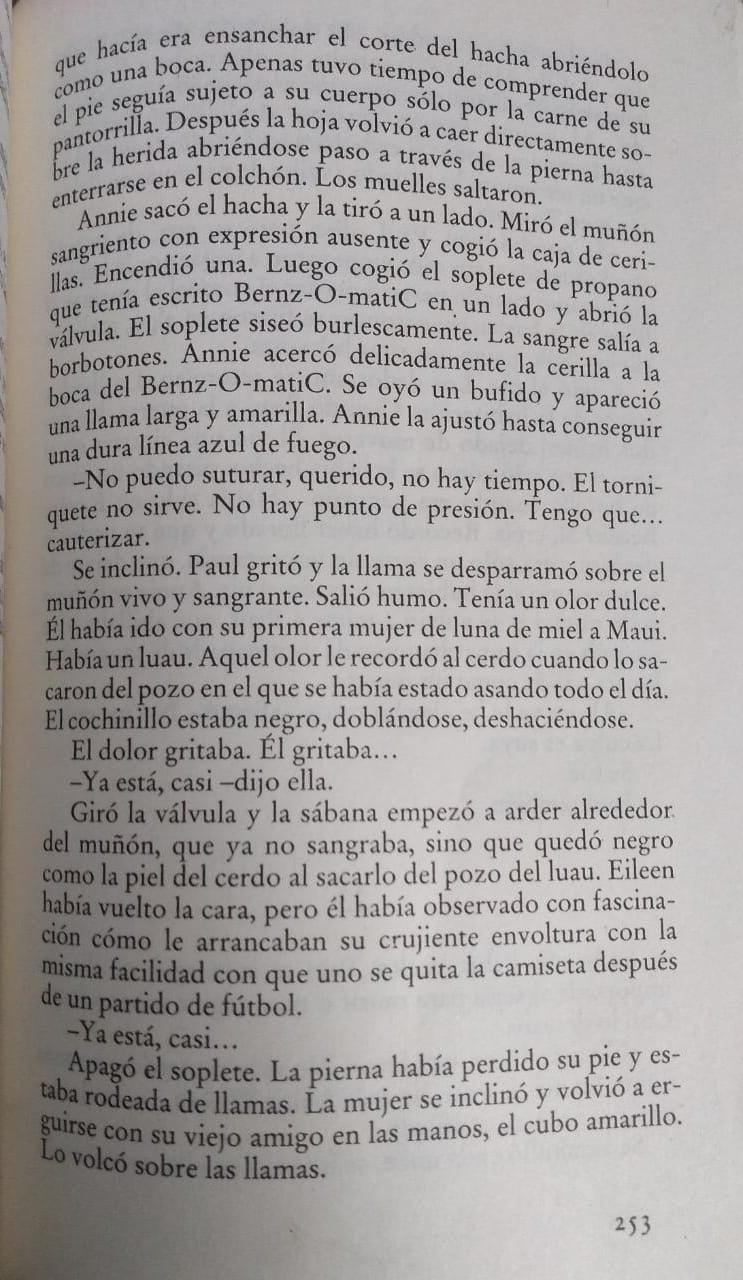 que hacía era ensanchar el corte del hacha abriéndolo
como una boca. Apenas tuvo tiempo de comprender que
el pie seguía sujeto a su cuerpo sólo por la carne de su
pantorrilla. Después la hoja volvió a caer directamente so-
bre la herida abriéndose paso a través de la pierna hasta
enterrarse en el colchón. Los muelles saltaron.
Annie sacó el hacha y la tiró a un lado. Miró el muñón
sangriento con expresión ausente y cogió la caja de ceri-
llas. Encendió una. Luego cogió el soplete de propano
que tenía escrito Bernz-O-matiC en un lado y abrió la
válvula. El soplete siseó burlescamente. La sangre salía a
borbotones. Annie acercó delicadamente la cerilla a la
boca del Bernz-O-matiC. Se oyó un bufido y apareció
una llama larga y amarilla. Annie la ajustó hasta conseguir
una dura línea azul de fuego.
–No puedo suturar, querido, no hay tiempo. El torni-
quete no sirve. No hay punto de presión. Tengo que...
cauterizar.
Se inclinó. Paul gritó y la llama se desparramó sobre el
muñón vivo y sangrante. Salió humo. Tenía un olor dulce.
Él había ido con su primera mujer de luna de miel a Maui.
Había un luau. Aquel olor le recordó al cerdo cuando lo sa-
caron del pozo en el que se había estado asando todo el día.
El cochinillo estaba negro, doblándose, deshaciéndose.
El dolor gritaba. Él gritaba...
–Ya está, casi –dijo ella.
Giró la válvula y la sábana empezó a arder alrededor
del muñón, que ya no sangraba, sino que quedó negro
como la piel del cerdo al sacarlo del pozo del luau. Eileen
había vuelto la cara, pero él había observado con fascina-
ción cómo le arrancaban su crujiente envoltura con la
misma facilidad con que uno se quita la camiseta después
de un partido de fútbol.
–Ya está, casi...
Apagó el soplete. La pierna había perdido su pie y es-
taba rodeada de llamas. La mujer se inclinó y volvió a er-
guirse con su viejo amigo en las manos, el cubo amarillo.
Lo volcó sobre las llamas.
253